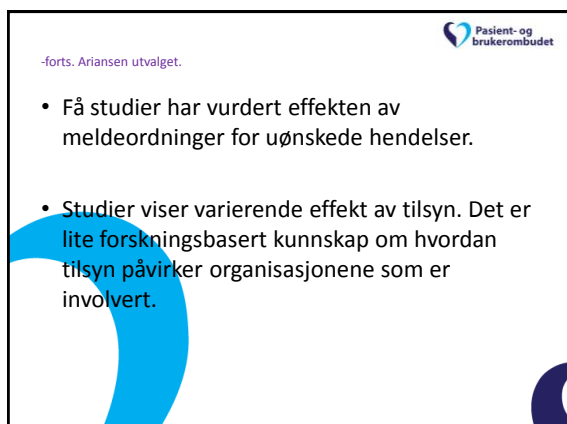 Pasient- og
brukerombudet
-forts. Ariansen utvalget.
• Få studier har vurdert effekten av
meldeordninger for uønskede hendelser.
• Studier viser varierende effekt av tilsyn. Det er
lite forskningsbasert kunnskap om hvordan
tilsyn påvirker organisasjonene som er
involvert.